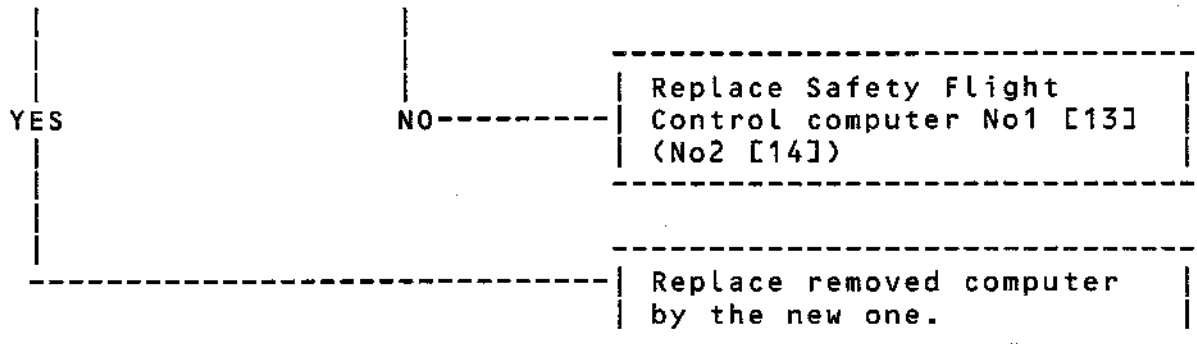 Replace Safety Flight
YES NO Control computer No1 [13]
(No2 [14])
Replace removed computer
by the new one.